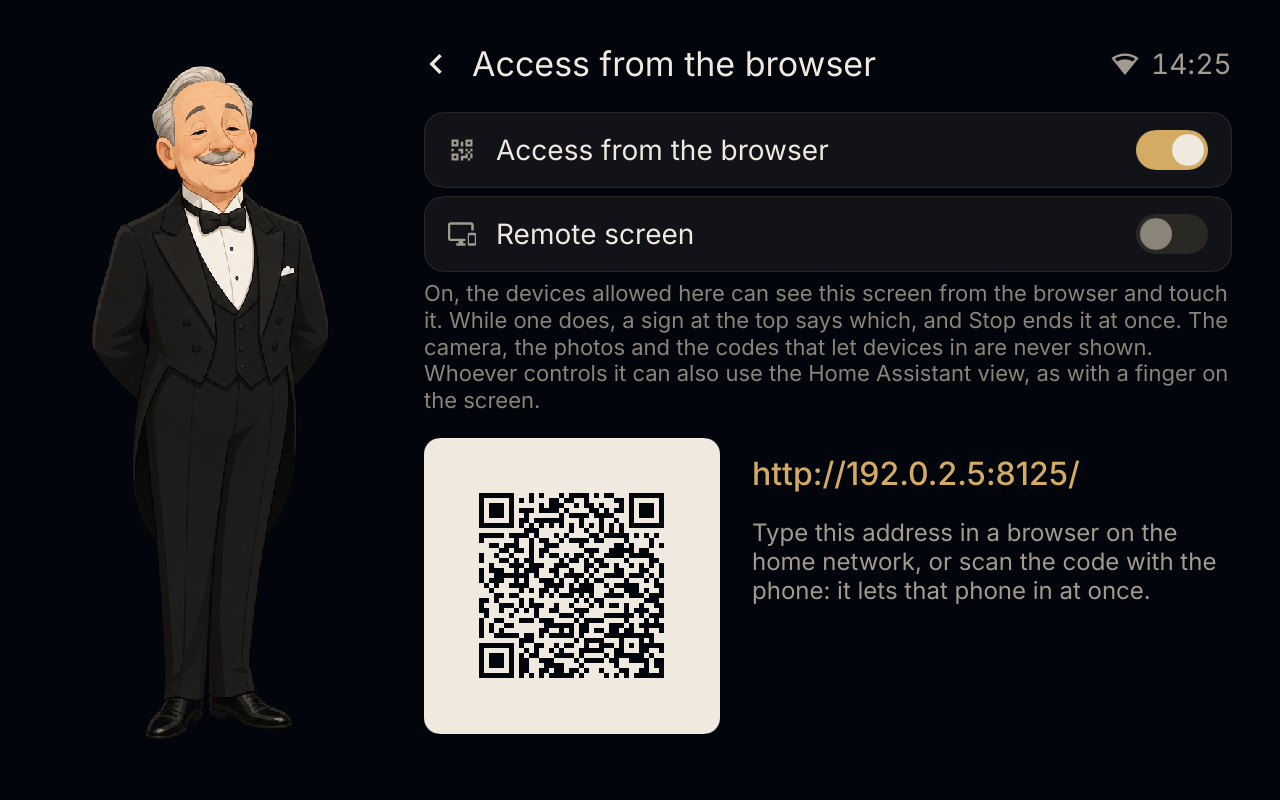 Access from the browser
14:25
Access from the browser
Remote screen
On, the devices allowed here can see this screen from the browser and touch
it. While one does, a sign at the top says which, and Stop ends it at once. The
camera, the photos and the codes that let devices in are never shown.
Whoever controls it can also use the Home Assistant view, as with a finger on
the screen.
http://192.0.2.5:8125/
Type this address in a browser on the
home network, or scan the code with the
phone: it lets that phone in at once.